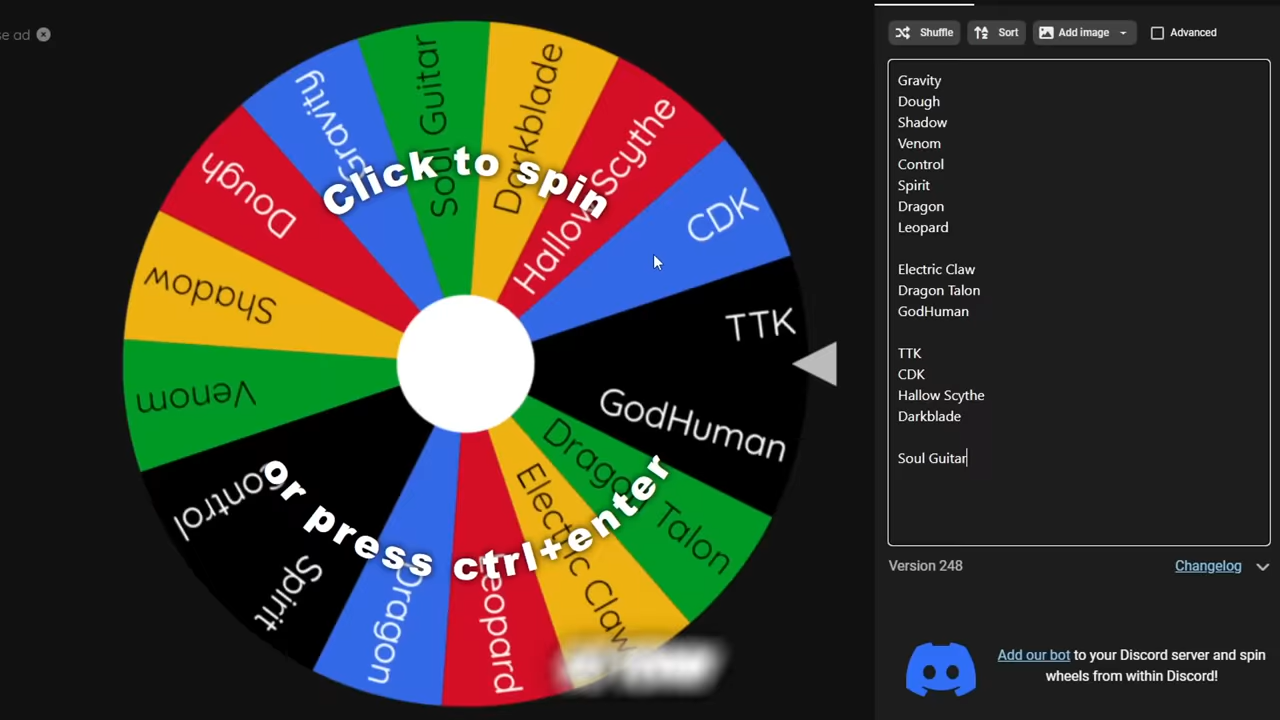 se ad
Shuffle
Sort
Add image
Advanced
Gravity
Dough
Shadow
Venom
Control
Spirit
Dragon
Leopard
Electric Claw
Dragon Talon
GodHuman
TTK
CDK
Hallow Scythe
Darkblade
Soul Guitar
Version 248
Changelog
Add our bot to your Discord server and spin
wheels from within Discord!
Click to spin
or press ctrl+enter
Soul Guitar
Darkblade
Hallow Scythe
CDK
TTK
GodHuman
Dragon Talon
Electric Claw
Leopard
Dragon
Spirit
Control
Venom
Shadow
Dough
Gravity